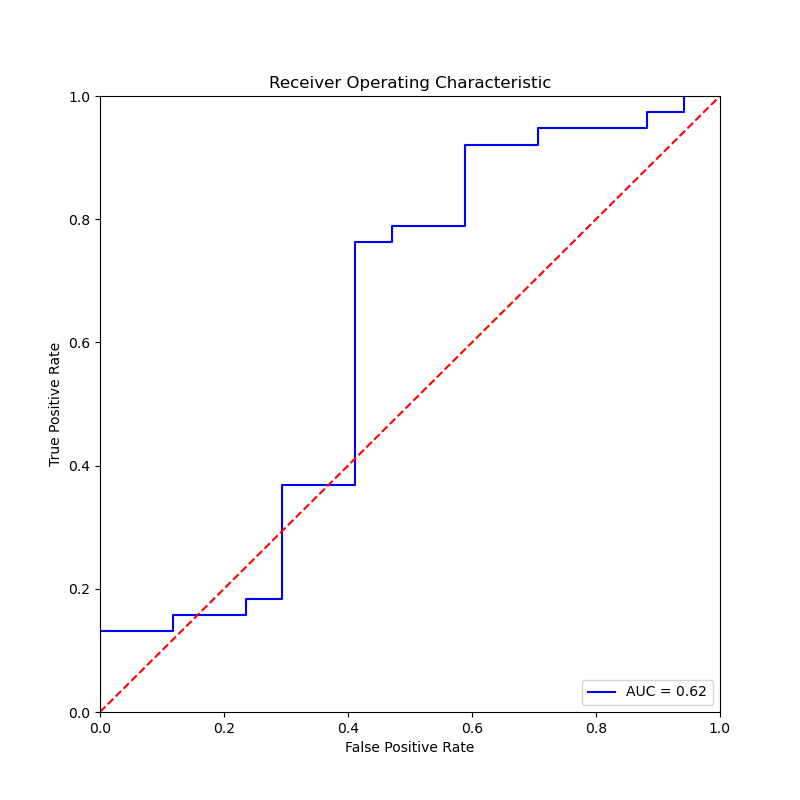 Receiver Operating Characteristic
1.0
0.8
0.6
0.4
0.2
0.0
True Positive Rate
AUC = 0.62
0.0 0.2 0.4 0.6 0.8 1.0
False Positive Rate